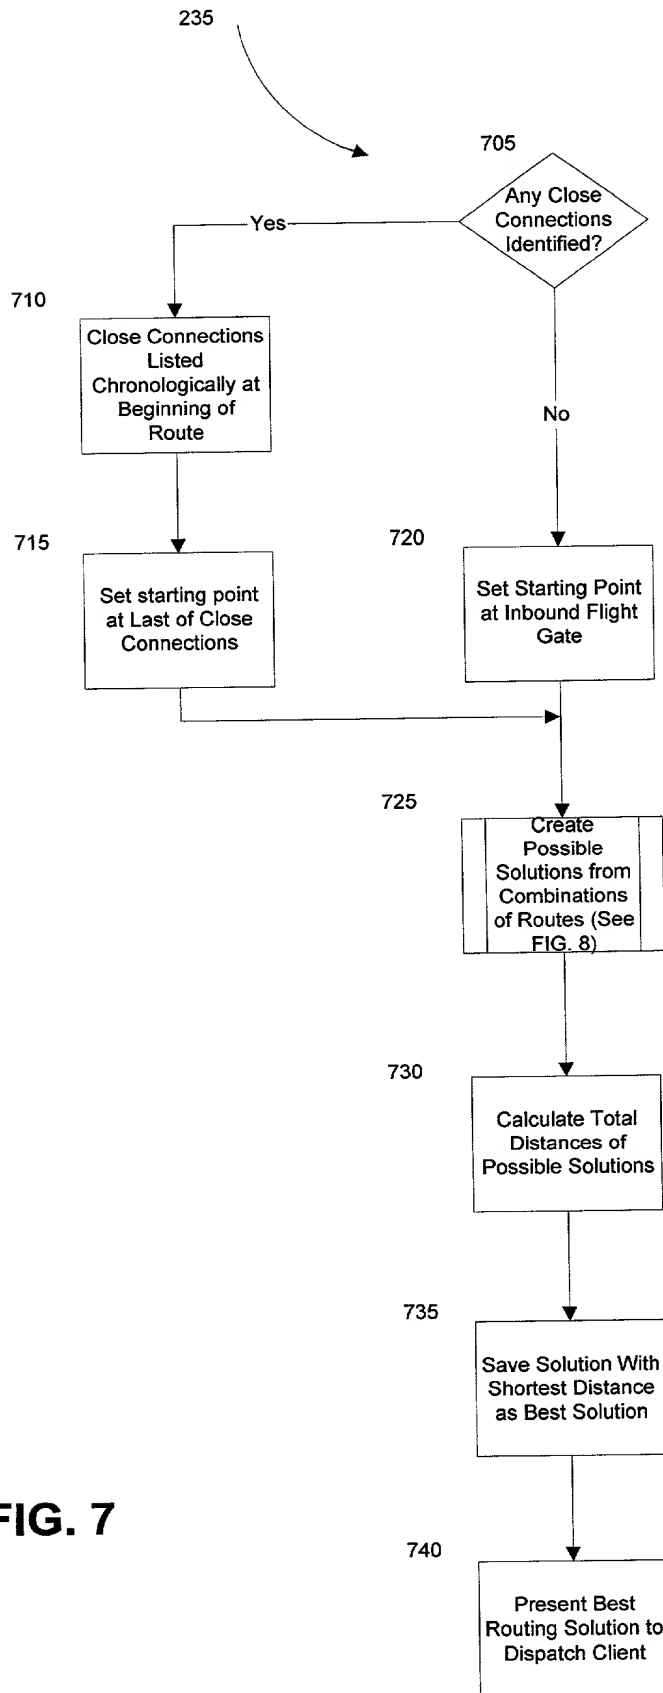 235
705
Any Close
Connections
Identified?
Yes
710
Close Connections
Listed
Chronologically at
Beginning of
Route
No
715
Set starting point
at Last of Close
Connections
720
Set Starting Point
at Inbound Flight
Gate
725
Create
Possible
Solutions from
Combinations
of Routes (See
FIG. 8)
730
Calculate Total
Distances of
Possible Solutions
735
Save Solution With
Shortest Distance
as Best Solution
FIG. 7
740
Present Best
Routing Solution to
Dispatch Client